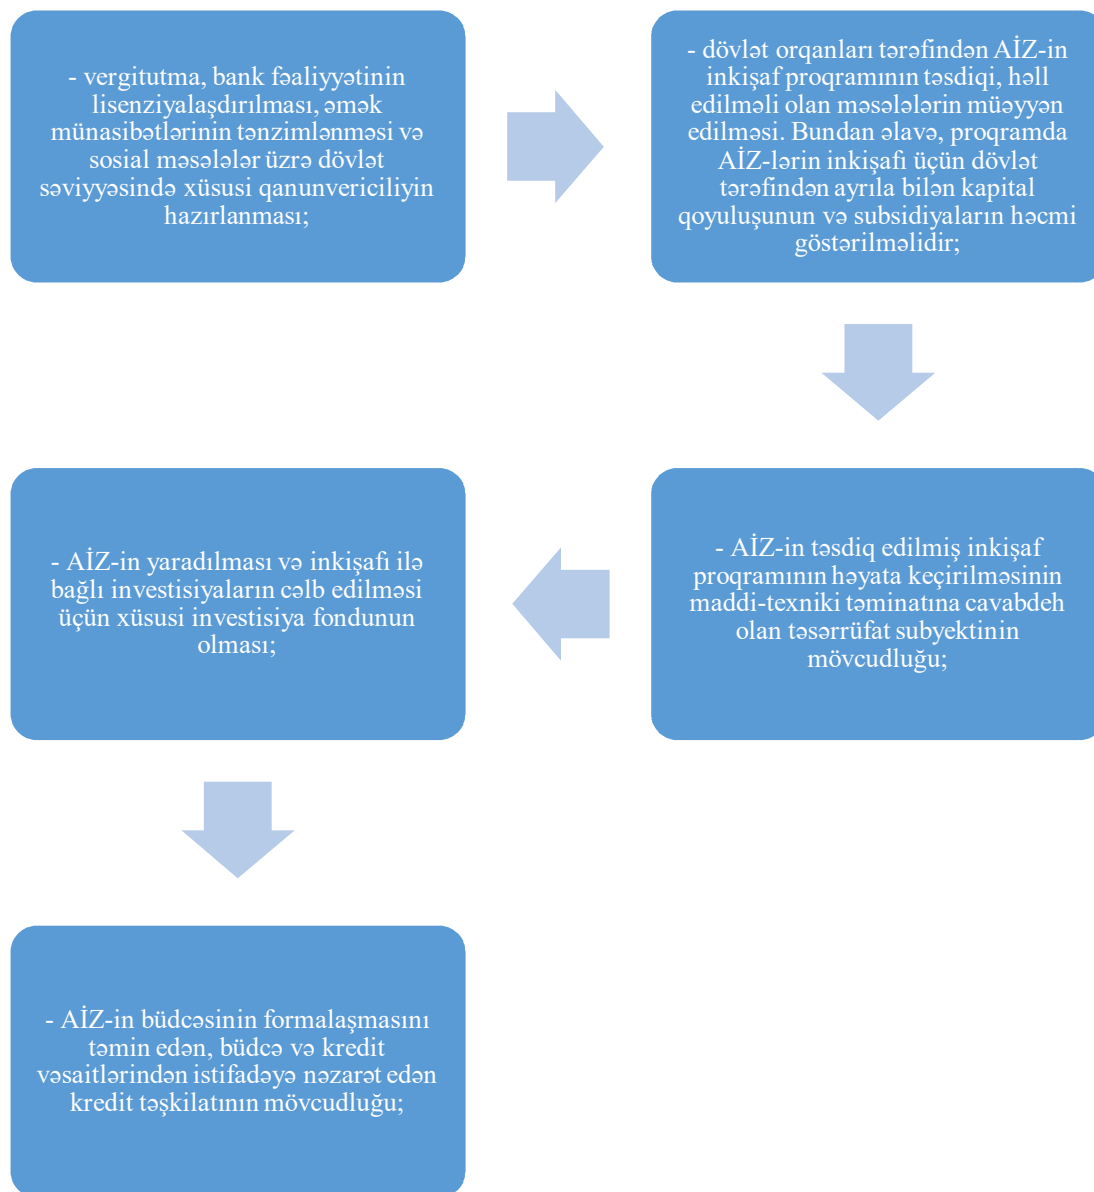 - vergitutma, bank fəaliyyətinin
lisenziyalaşdırılması, əmək
münasibətlərinin tənzimlənməsi və
sosial məsələlər üzrə dövlət
səviyyəsində xüsusi qanunvericiliyin
hazırlanması;
- dövlət orqanları tərəfindən AİZ-in
inkişaf proqramının təsdiqi, həll
edilməli olan məsələlərin müəyyən
edilməsi. Bundan əlavə, proqramda
AİZ-lərin inkişafı üçün dövlət
tərəfindən ayrıla bilən kapital
qoyuluşunun və subsidiyaların həcmi
göstərilməlidir;
- AİZ-in təsdiq edilmiş inkişaf
proqramının həyata keçirilməsinin
maddi-texniki təminatına cavabdeh
olan təsərrüfat subyektinin
mövcudluğu;
- AİZ-in yaradılması və inkişafı ilə
bağlı investisiyaların cəlb edilməsi
üçün xüsusi investisiya fondunun
olması;
- AİZ-in büdcəsinin formalaşmasını
təmin edən, büdcə və kredit
vəsaitlərindən istifadəyə nəzarət edən
kredit təşkilatının mövcudluğu;